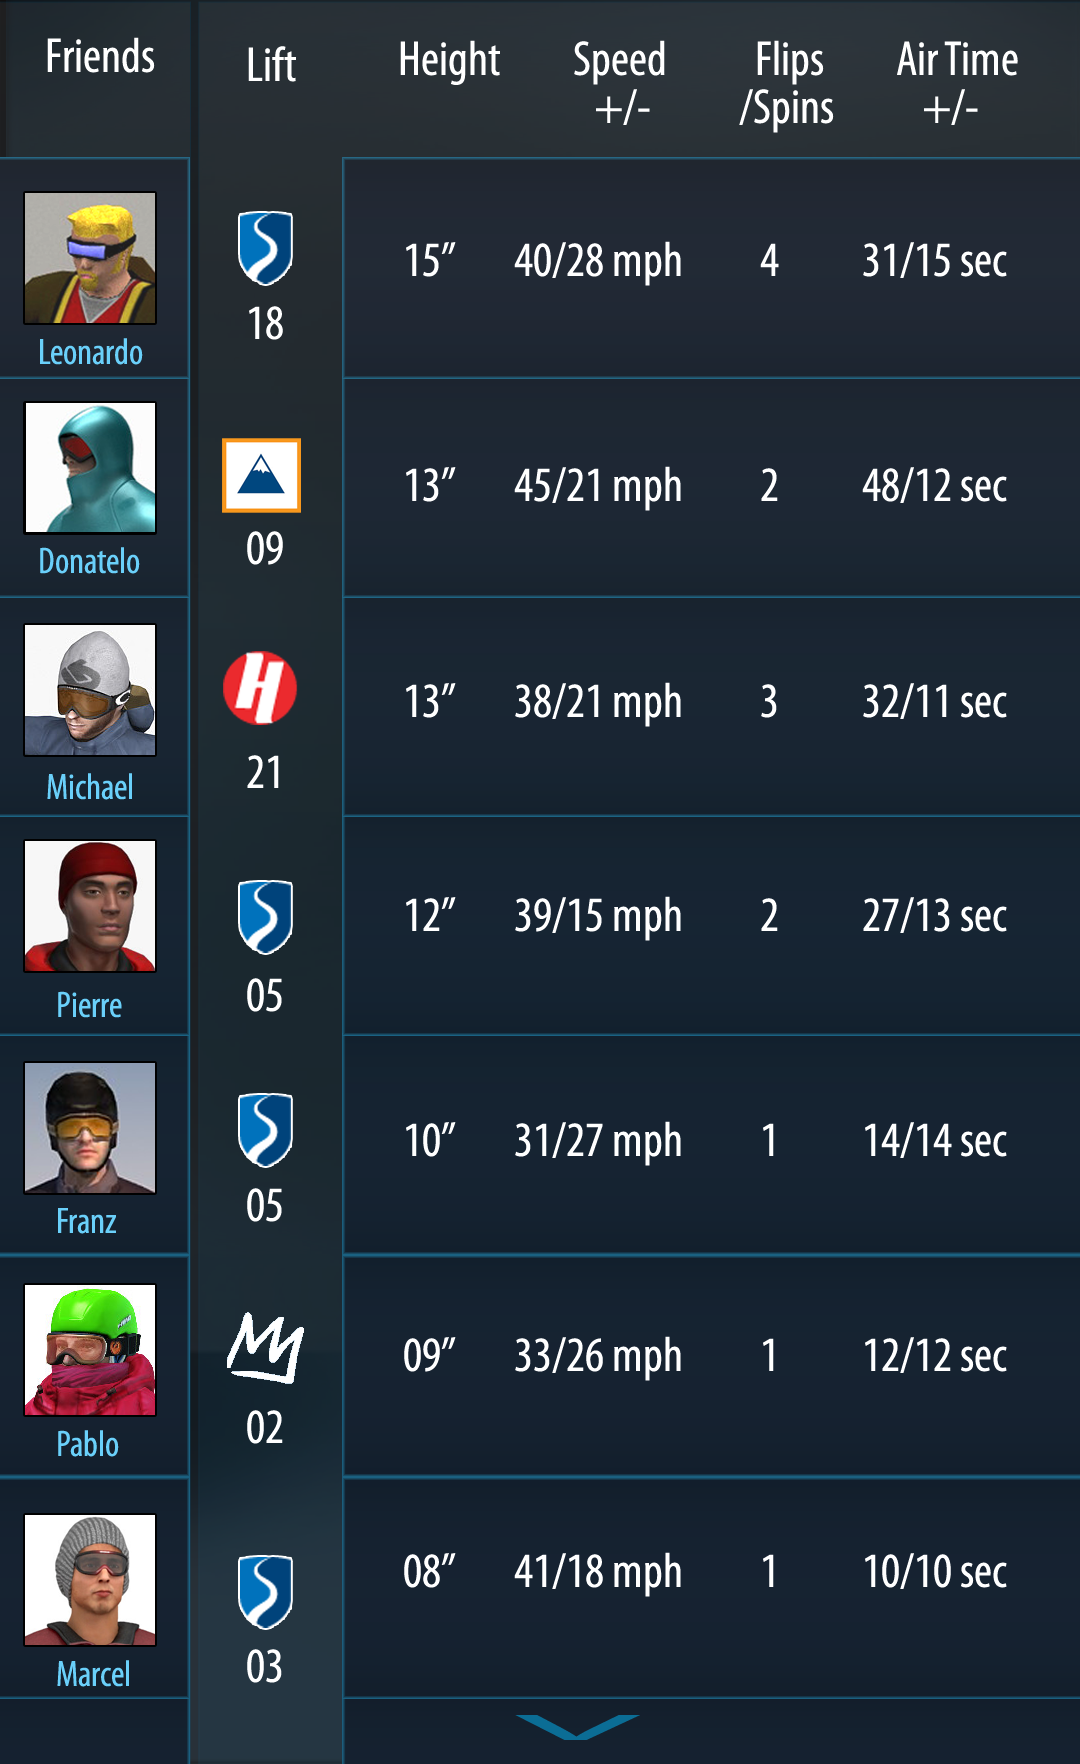 Friends Lift Height Speed +/- Flips /Spins Air Time +/-
Leonardo 18 15” 40/28 mph 4 31/15 sec
Donatelo 09 13” 45/21 mph 2 48/12 sec
H
Michael 21 13” 38/21 mph 3 32/11 sec
Pierre 05 12” 39/15 mph 2 27/13 sec
Franz 05 10” 31/27 mph 1 14/14 sec
Pablo 02 09” 33/26 mph 1 12/12 sec
Marcel 03 08” 41/18 mph 1 10/10 sec